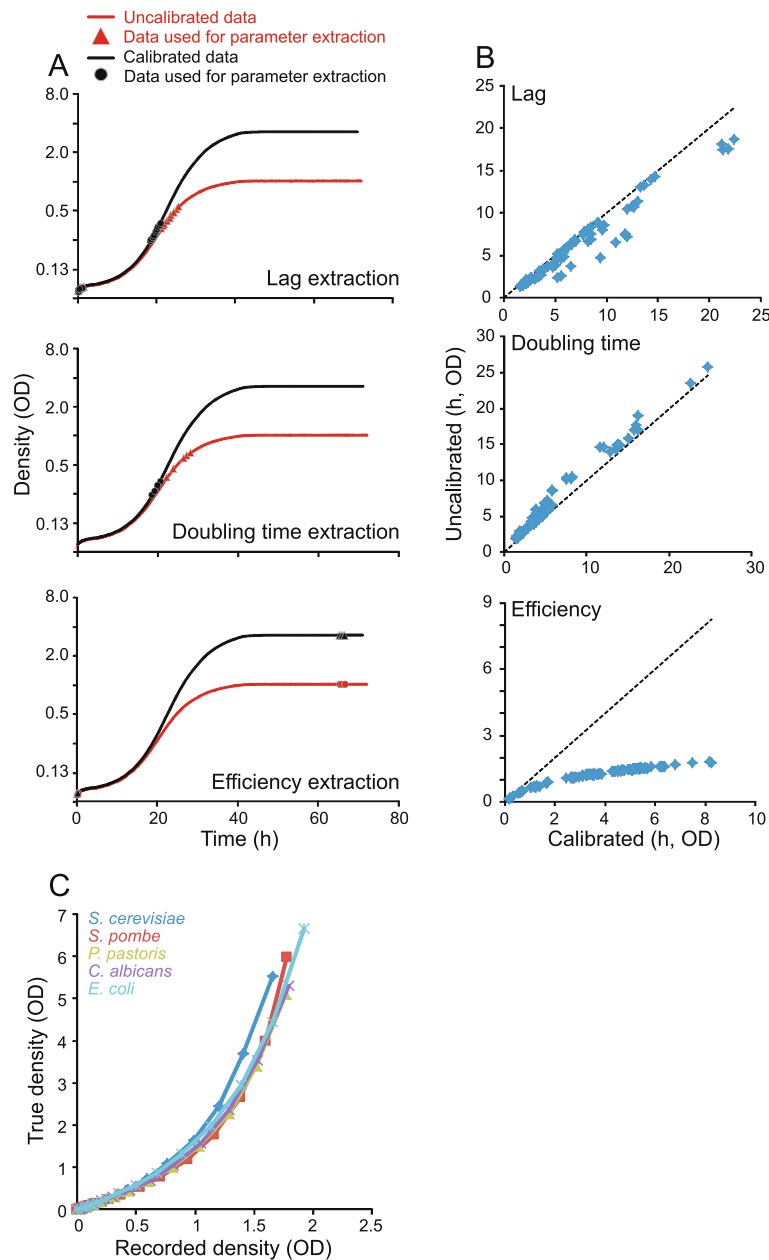 Uncalibrated data
Data used for parameter extraction
Calibrated data
Data used for parameter extraction
A
8.0
2.0
0.5
0.13
Lag extraction
8.0
2.0
0.5
0.13
Doubling time extraction
Density (OD)
8.0
2.0
0.5
0.13
Efficiency extraction
0
20
40
60
80
Time (h)
B
Lag
25
20
15
10
5
0
0
5
10
15
20
25
Doubling time
30
25
20
15
10
5
0
0
10
20
30
Uncalibrated (h, OD)
Efficiency
9
6
3
0
0
2
4
6
8
10
Calibrated (h, OD)
C
S. cerevisiae
S. pombe
P. pastoris
C. albicans
E. coli
7
6
5
4
3
2
1
0
True density (OD)
0
0.5
1
1.5
2
2.5
Recorded density (OD)